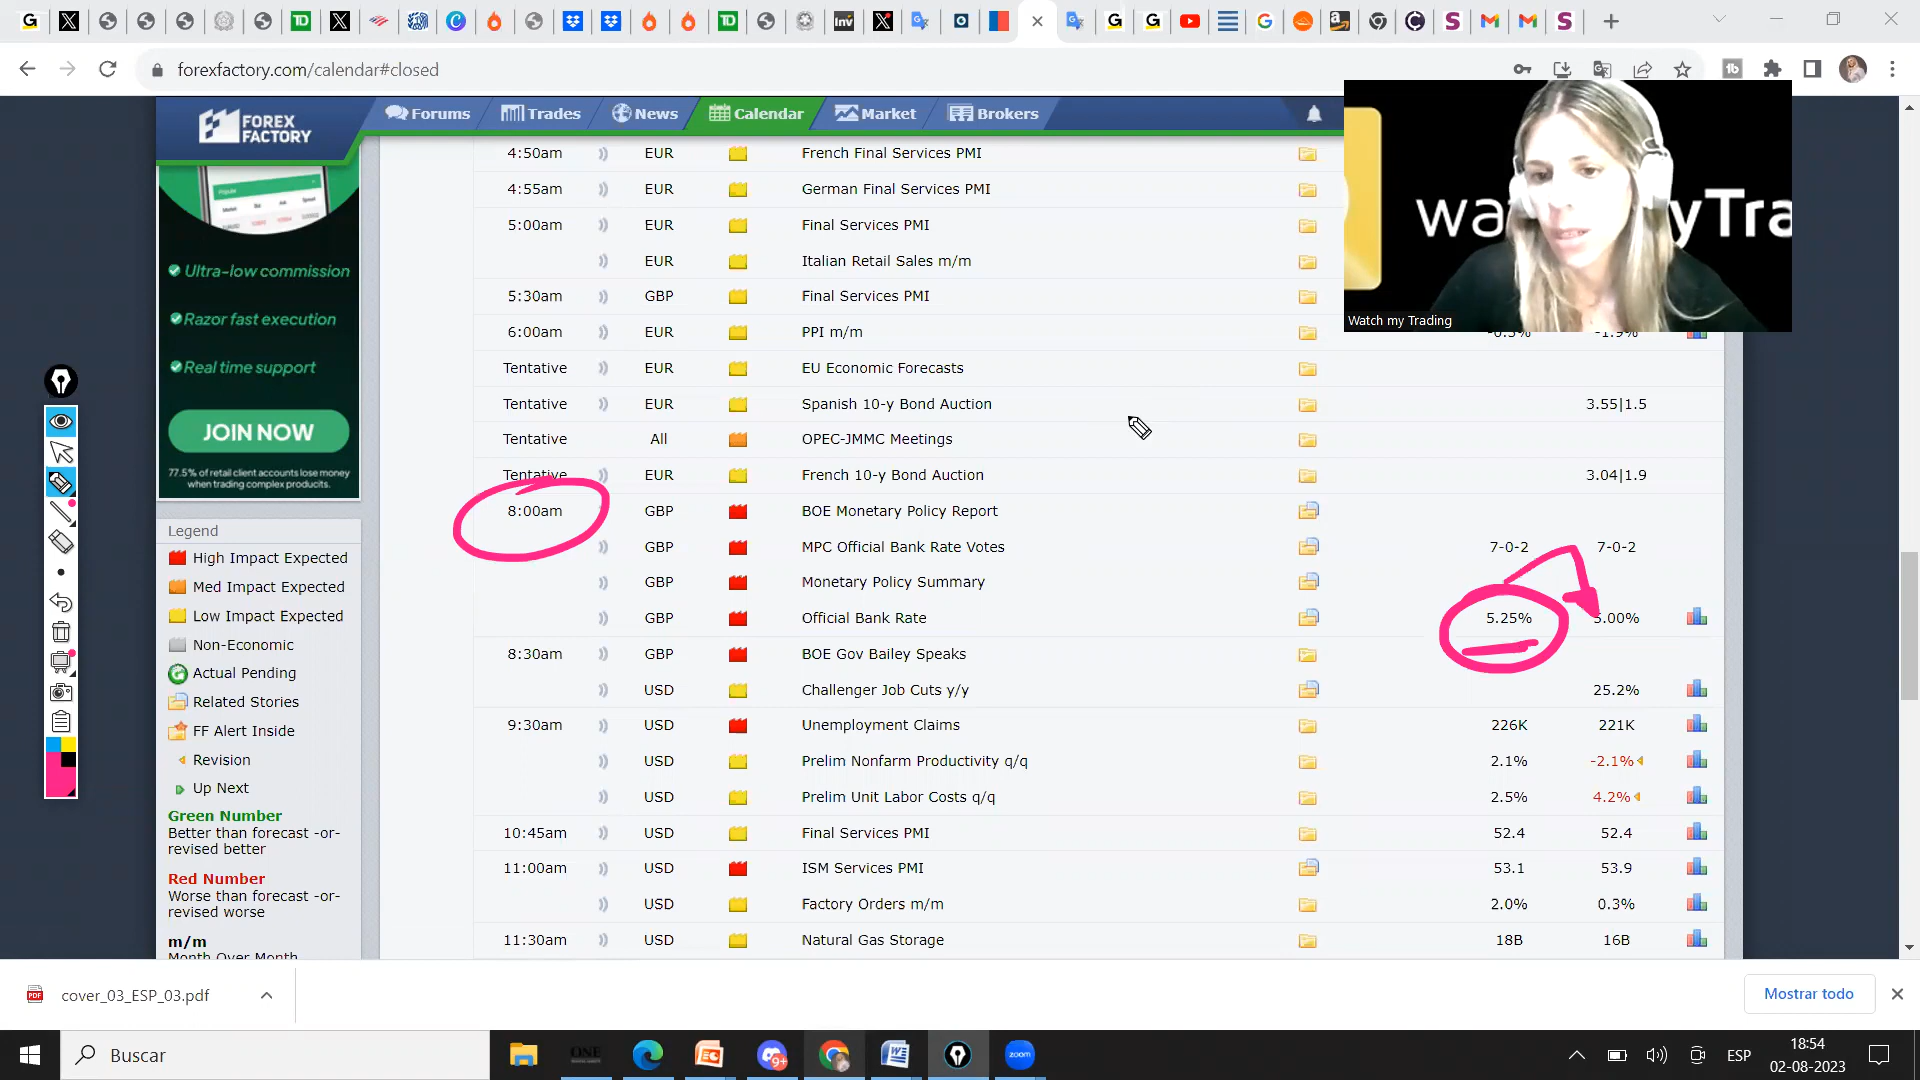 forexfactory.com/calendar#closed
FOREX FACTORY
Forums
Trades
News
Calendar
Market
Brokers
4:50am EUR French Final Services PMI
4:55am EUR German Final Services PMI
5:00am EUR Final Services PMI
EUR Italian Retail Sales m/m
5:30am GBP Final Services PMI
6:00am EUR PPI m/m -1.9%
Tentative EUR EU Economic Forecasts
Tentative EUR Spanish 10-y Bond Auction 3.55|1.5
Tentative All OPEC-JMMC Meetings
Tentative EUR French 10-y Bond Auction 3.04|1.9
8:00am GBP BOE Monetary Policy Report
GBP MPC Official Bank Rate Votes 7-0-2 7-0-2
GBP Monetary Policy Summary
GBP Official Bank Rate 5.25% 5.00%
8:30am GBP BOE Gov Bailey Speaks
USD Challenger Job Cuts y/y 25.2%
9:30am USD Unemployment Claims 226K 221K
USD Prelim Nonfarm Productivity q/q 2.1% -2.1%
USD Prelim Unit Labor Costs q/q 2.5% 4.2%
10:45am USD Final Services PMI 52.4 52.4
11:00am USD ISM Services PMI 53.1 53.9
USD Factory Orders m/m 2.0% 0.3%
11:30am USD Natural Gas Storage 18B 16B
Watch my Trading
Ultra-low commission
Razor fast execution
Real time support
JOIN NOW
77.5% of retail client accounts lose money
when trading complex products.
Legend
High Impact Expected
Med Impact Expected
Low Impact Expected
Non-Economic
Actual Pending
Related Stories
FF Alert Inside
Revision
Up Next
Green Number
Better than forecast -or-
revised better
Red Number
Worse than forecast -or-
revised worse
m/m
Month Over Month
cover_03_ESP_03.pdf
Mostrar todo
Buscar
ESP
18:54
02-08-2023